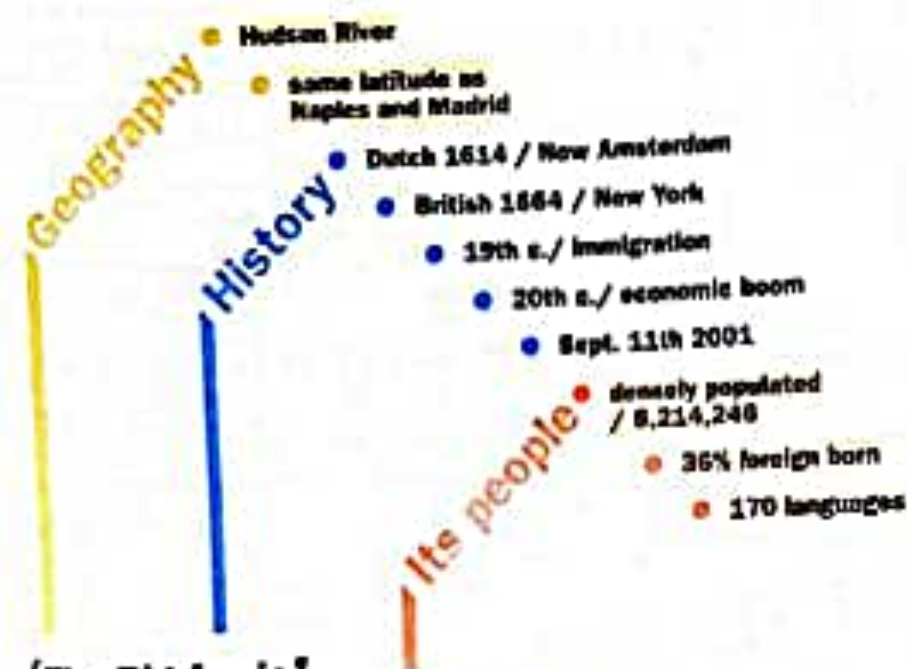 Geography
Hudson River
same latitude as
Naples and Madrid
History
Dutch 1614 / New Amsterdam
British 1664 / New York
19th c./ immigration
20th c./ economic boom
Sept. 11th 2001
Its people
densely populated
/ 8,214,246
36% foreign born
170 languages